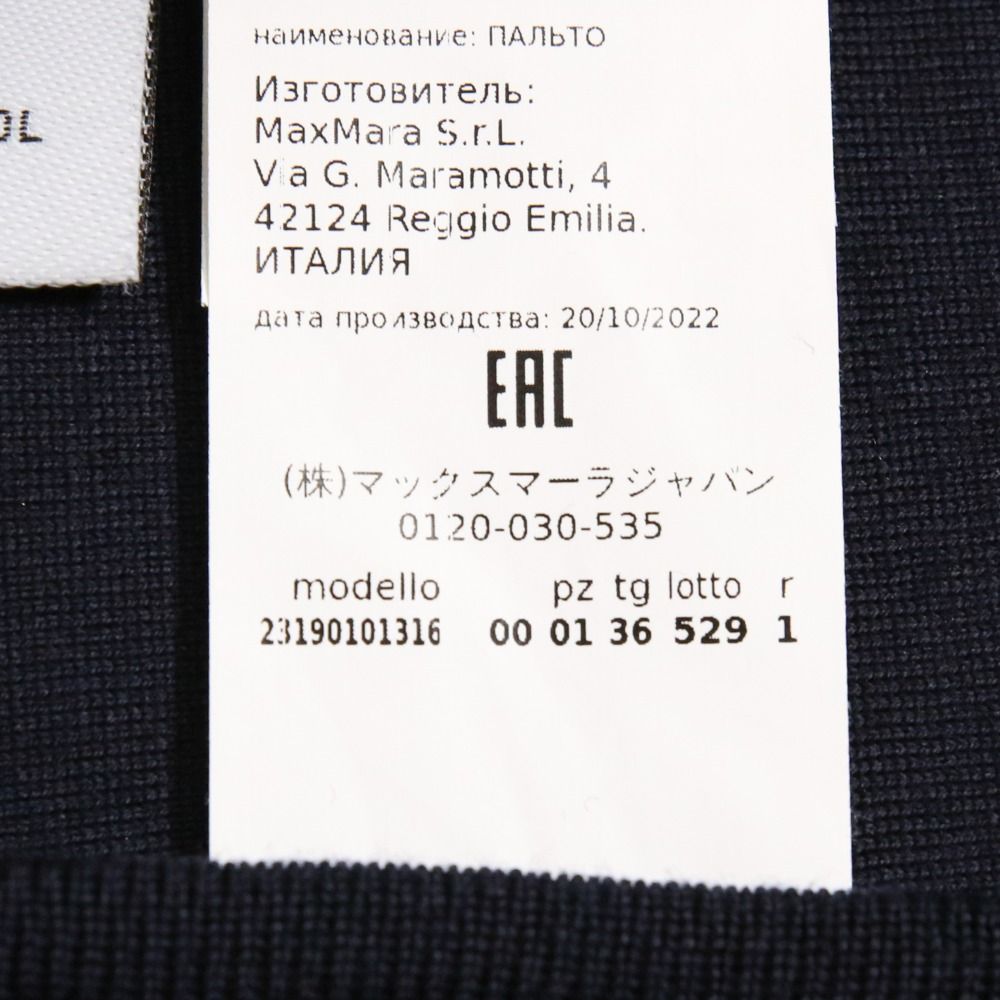 наименование: ПАЛЬТО
Изготовитель:
MaxMara S.r.L.
Via G. Maramotti, 4
42124 Reggio Emilia.
ИТАЛИЯ
дата производства: 20/10/2022
EAC
(株)マックスマーラジャパン
0120-030-535
modello pz tg lotto r
23190101316 00 01 36 529 1